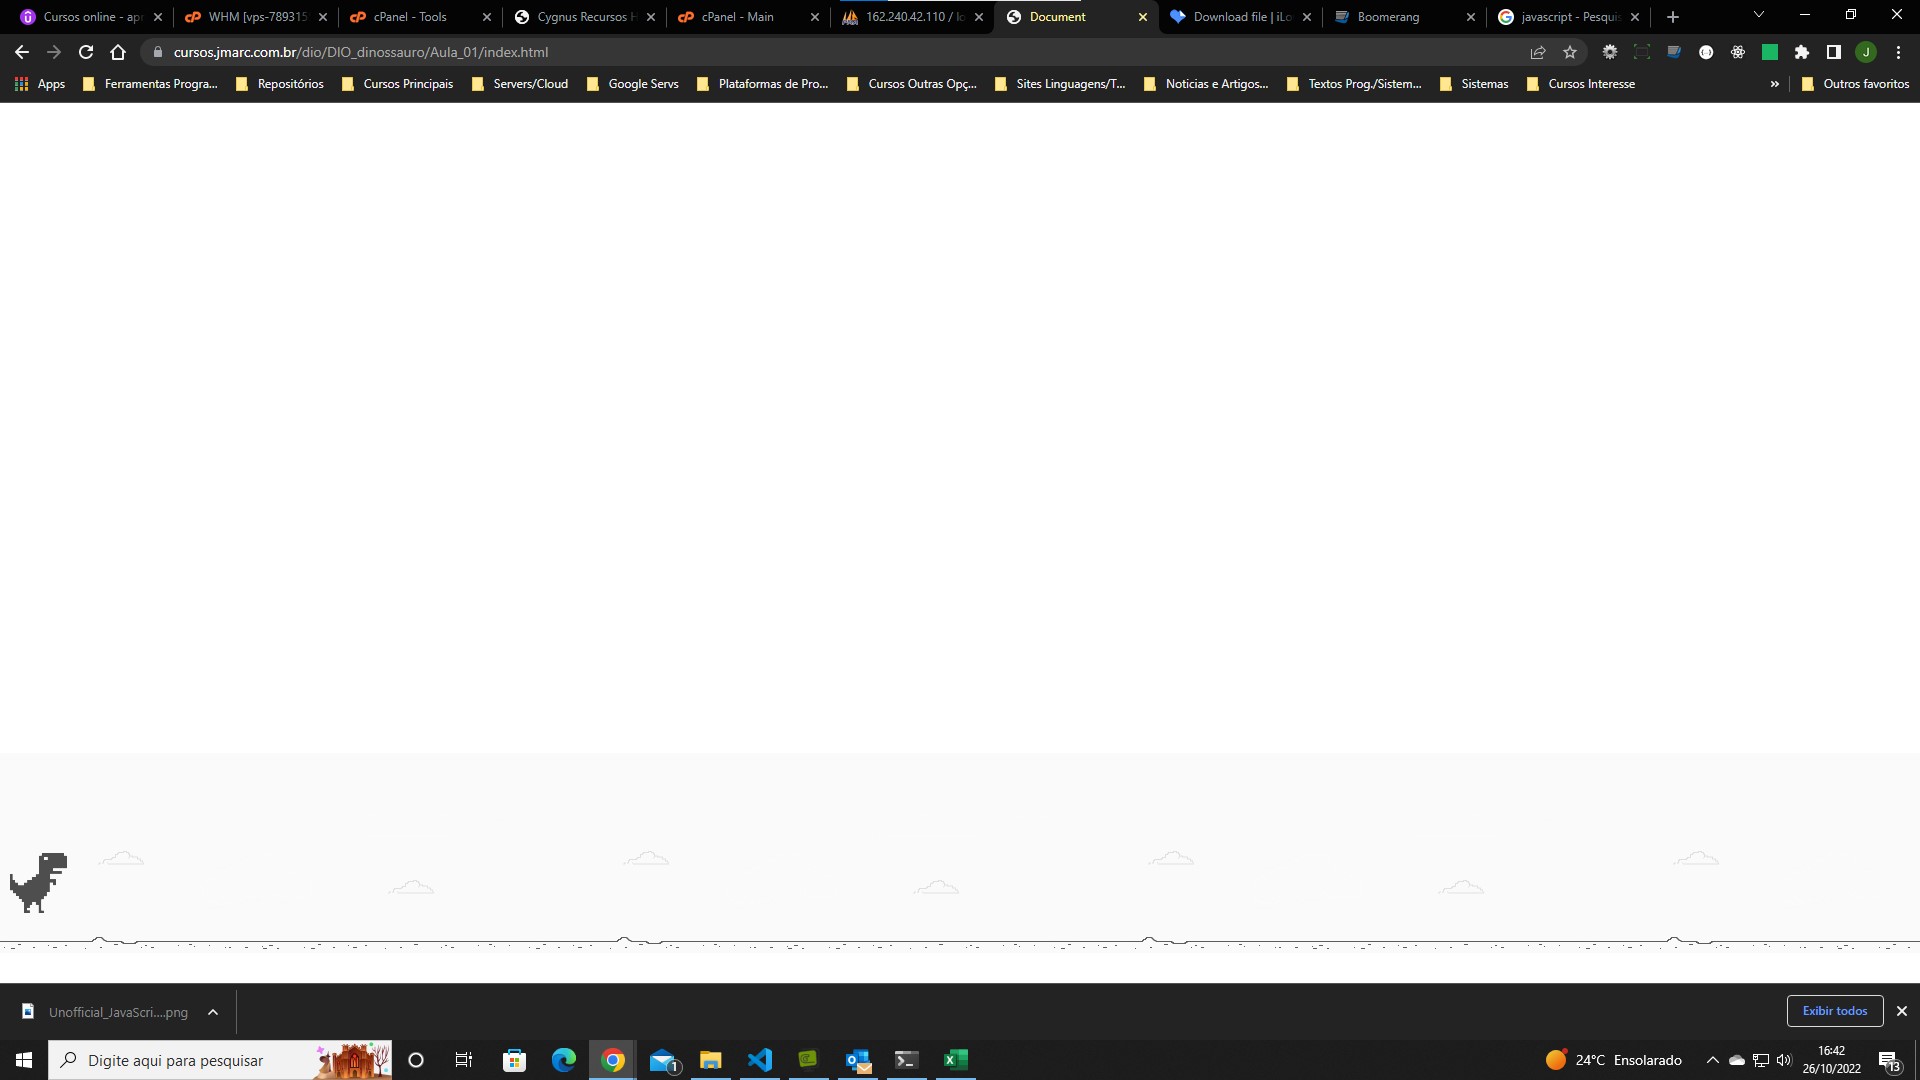 Cursos online - apr
WHM [vps-789315
cPanel - Tools
Cygnus Recursos H
cPanel - Main
162.240.42.110 / lo
Document
Download file | iLo
Boomerang
javascript - Pesquis
cursos.jmarc.com.br/dio/DIO_dinossauro/Aula_01/index.html
J
Apps
Ferramentas Progra...
Repositórios
Cursos Principais
Servers/Cloud
Google Servs
Plataformas de Pro...
Cursos Outras Opç...
Sites Linguagens/T...
Noticias e Artigos...
Textos Prog./Sistem...
Sistemas
Cursos Interesse
»
Outros favoritos
Unofficial_JavaScri....png
Exibir todos
Digite aqui para pesquisar
1
24°C Ensolarado
16:42
26/10/2022
13